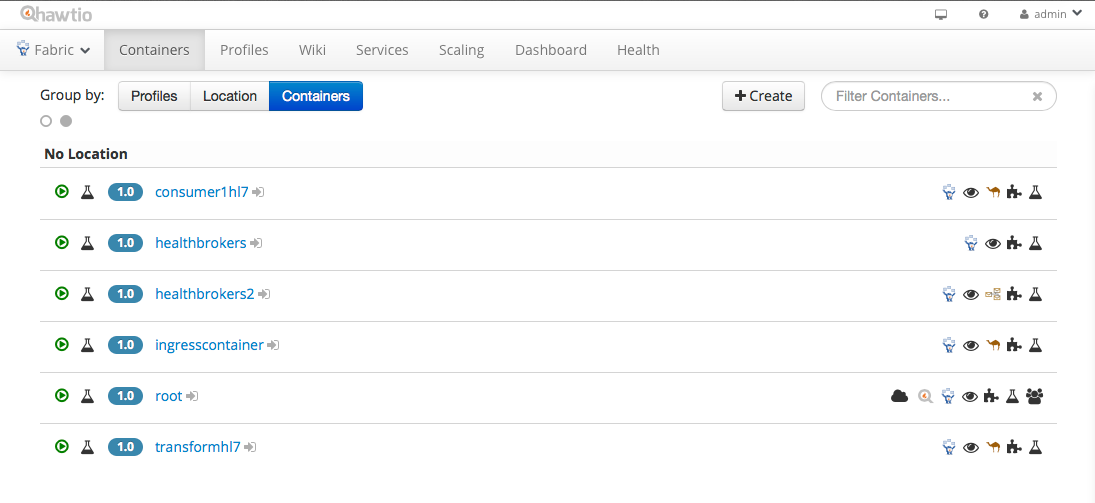 hawtio
admin
Fabric Containers Profiles Wiki Services Scaling Dashboard Health
Group by: Profiles Location Containers + Create Filter Containers...
No Location
1.0 consumer1hl7
1.0 healthbrokers
1.0 healthbrokers2
1.0 ingresscontainer
1.0 root
1.0 transformhl7